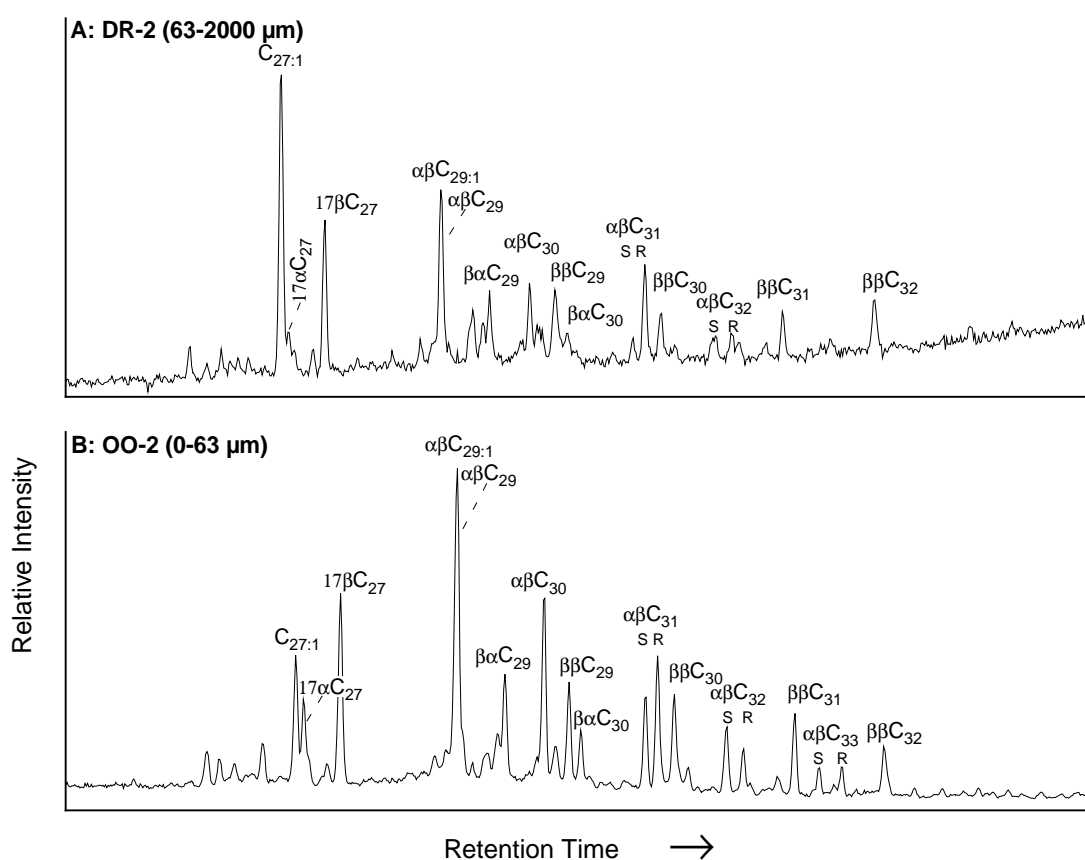 A: DR-2 (63-2000 µm)
C27:1
17αC27
17βC27
αβC29:1
αβC29
βαC29
αβC30
ββC29
βαC30
αβC31
S R
ββC30
αβC32
S R
ββC31
ββC32
B: OO-2 (0-63 µm)
C27:1
17αC27
17βC27
αβC29:1
αβC29
βαC29
αβC30
ββC29
βαC30
αβC31
S R
ββC30
αβC32
S R
ββC31
αβC33
S R
ββC32
Relative Intensity
Retention Time →